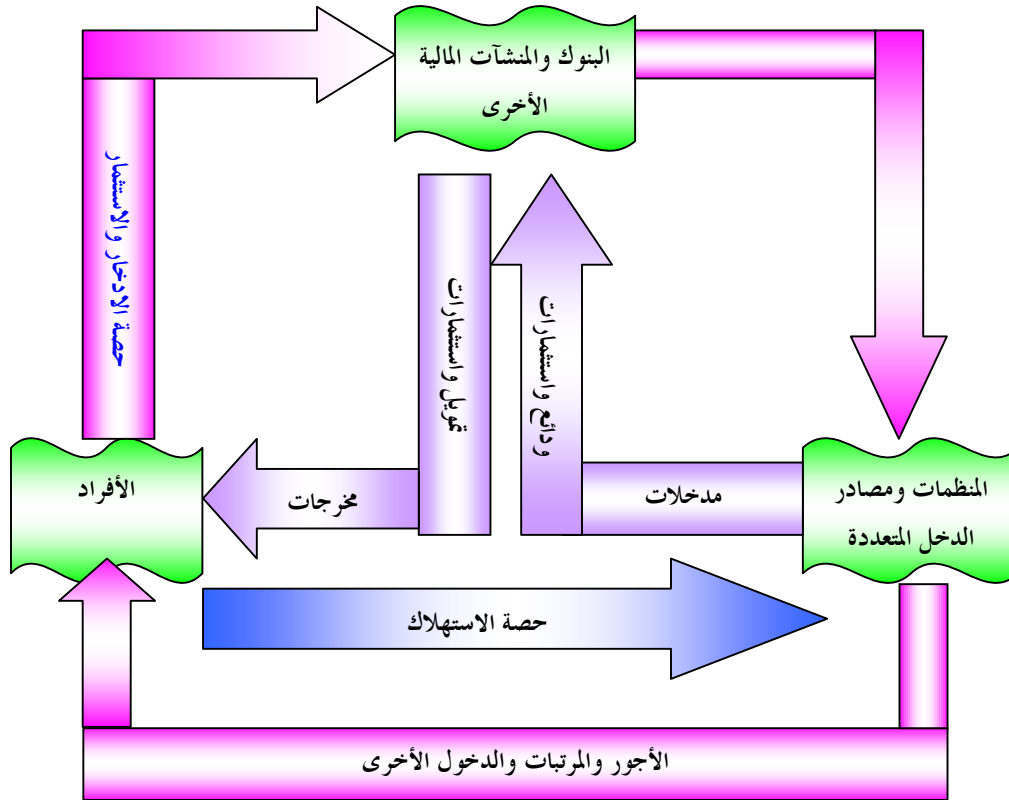 البنوك والمنشآت المالية
الأخرى
حصة الادخار والاستثمار
تمويل واستثمارات
ودائع واستثمارات
المنظمات ومصادر
الدخل المتعددة
مدخلات
مخرجات
الأفراد
حصة الاستهلاك
الأجور والمرتبات والدخول الأخرى